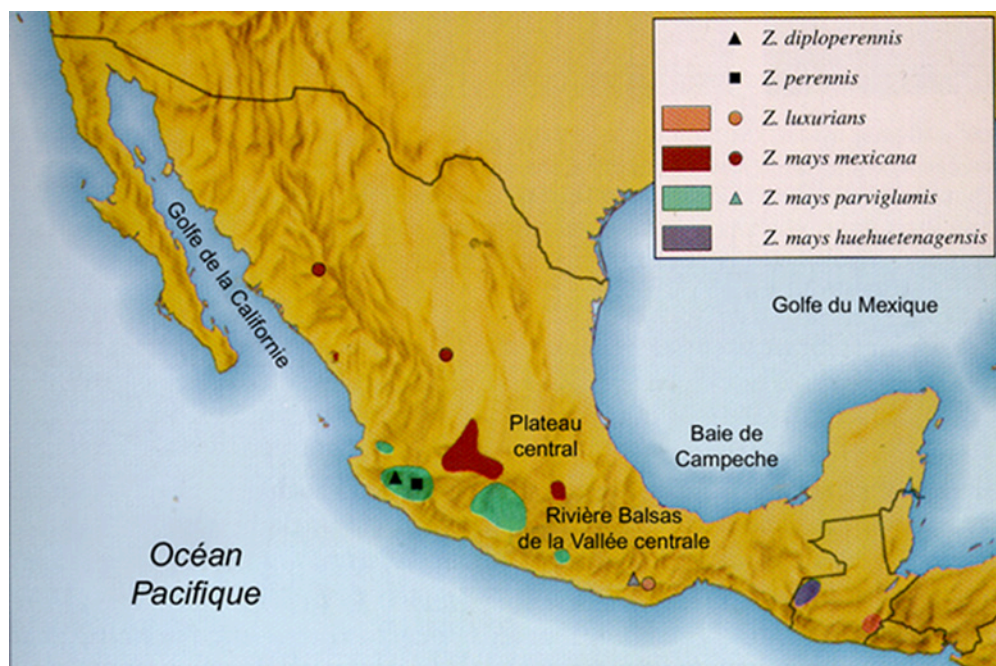 Z. diploperennis
Z. perennis
Z. luxurians
Z. mays mexicana
Z. mays parviglumis
Z. mays huehuetenagensis
Golfe de la Californie
Golfe du Mexique
Plateau
central
Baie de
Campeche
Rivière Balsas
de la Vallée centrale
Océan
Pacifique